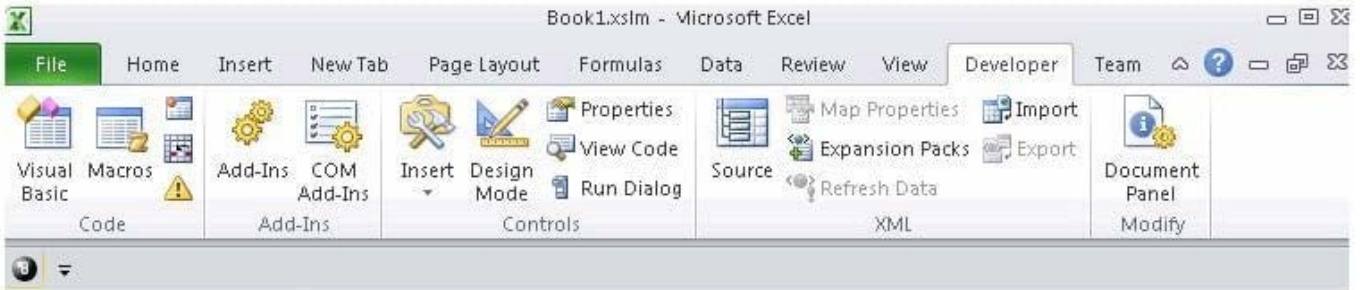 Book1.xslm - Microsoft Excel
File Home Insert New Tab Page Layout Formulas Data Review View Developer Team
Visual Basic
Macros
Code
Add-Ins
COM Add-Ins
Add-Ins
Insert
Design Mode
Properties
View Code
Run Dialog
Controls
Source
Map Properties
Expansion Packs
Refresh Data
Import
Export
XML
Document Panel
Modify